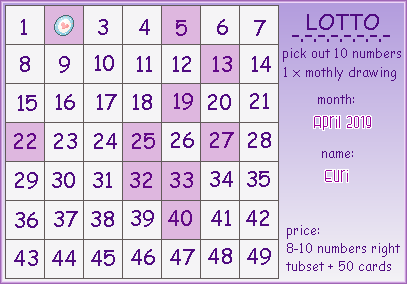 1 3 4 5 6 7
8 9 10 11 12 13 14
15 16 17 18 19 20 21
22 23 24 25 26 27 28
29 30 31 32 33 34 35
36 37 38 39 40 41 42
43 44 45 46 47 48 49
LOTTO
pick out 10 numbers
1 x mothly drawing
month:
April 2019
name:
Euri
price:
8-10 numbers right
tubset + 50 cards